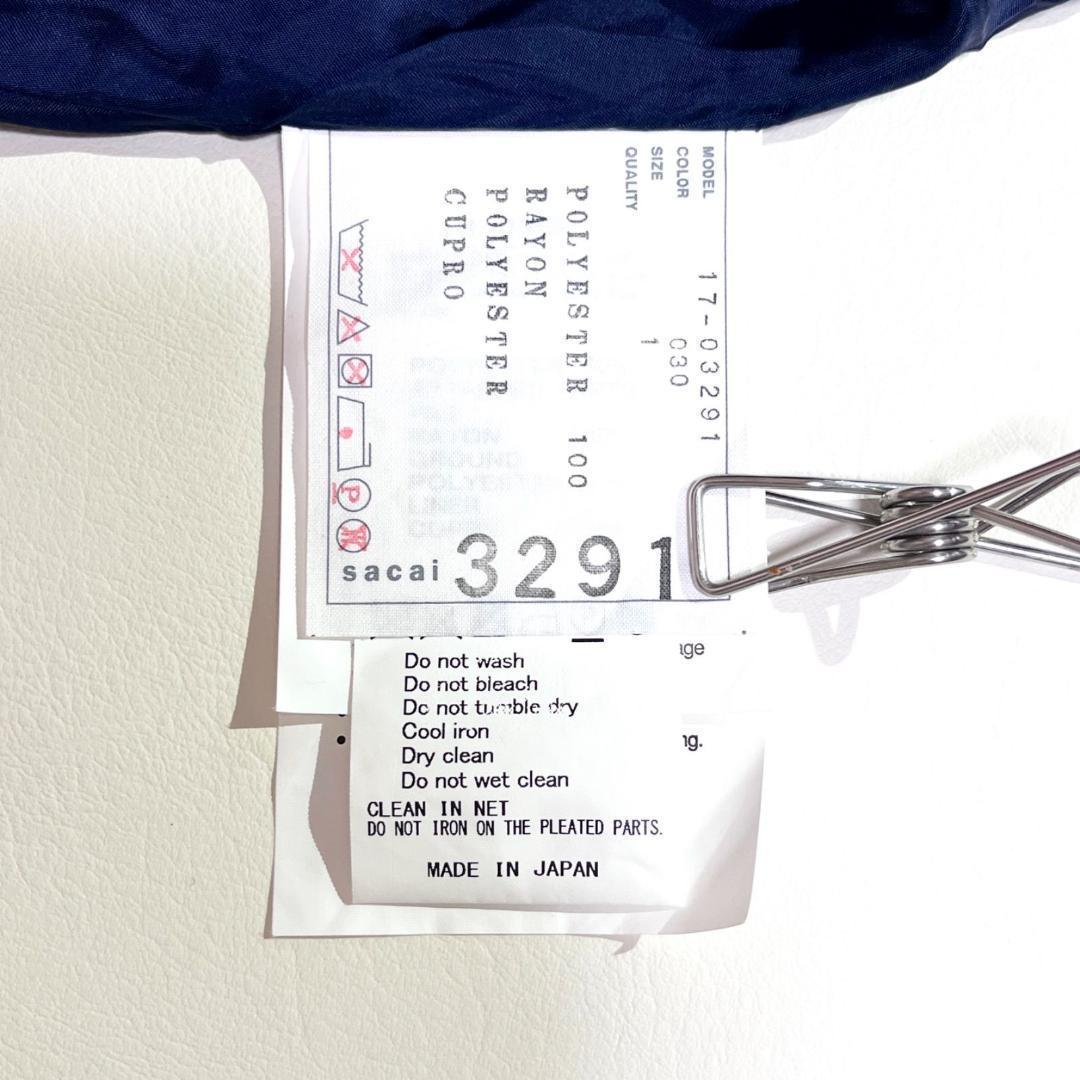 MODEL 17-03291
COLOR 030
SIZE 1
QUALITY
POLYESTER 100
RAYON
POLYESTER
CUPRO
P
W
sacai 3291
Do not wash
Do not bleach
Do not tumble dry
Cool iron
Dry clean
Do not wet clean
CLEAN IN NET
DO NOT IRON ON THE PLEATED PARTS.
MADE IN JAPAN